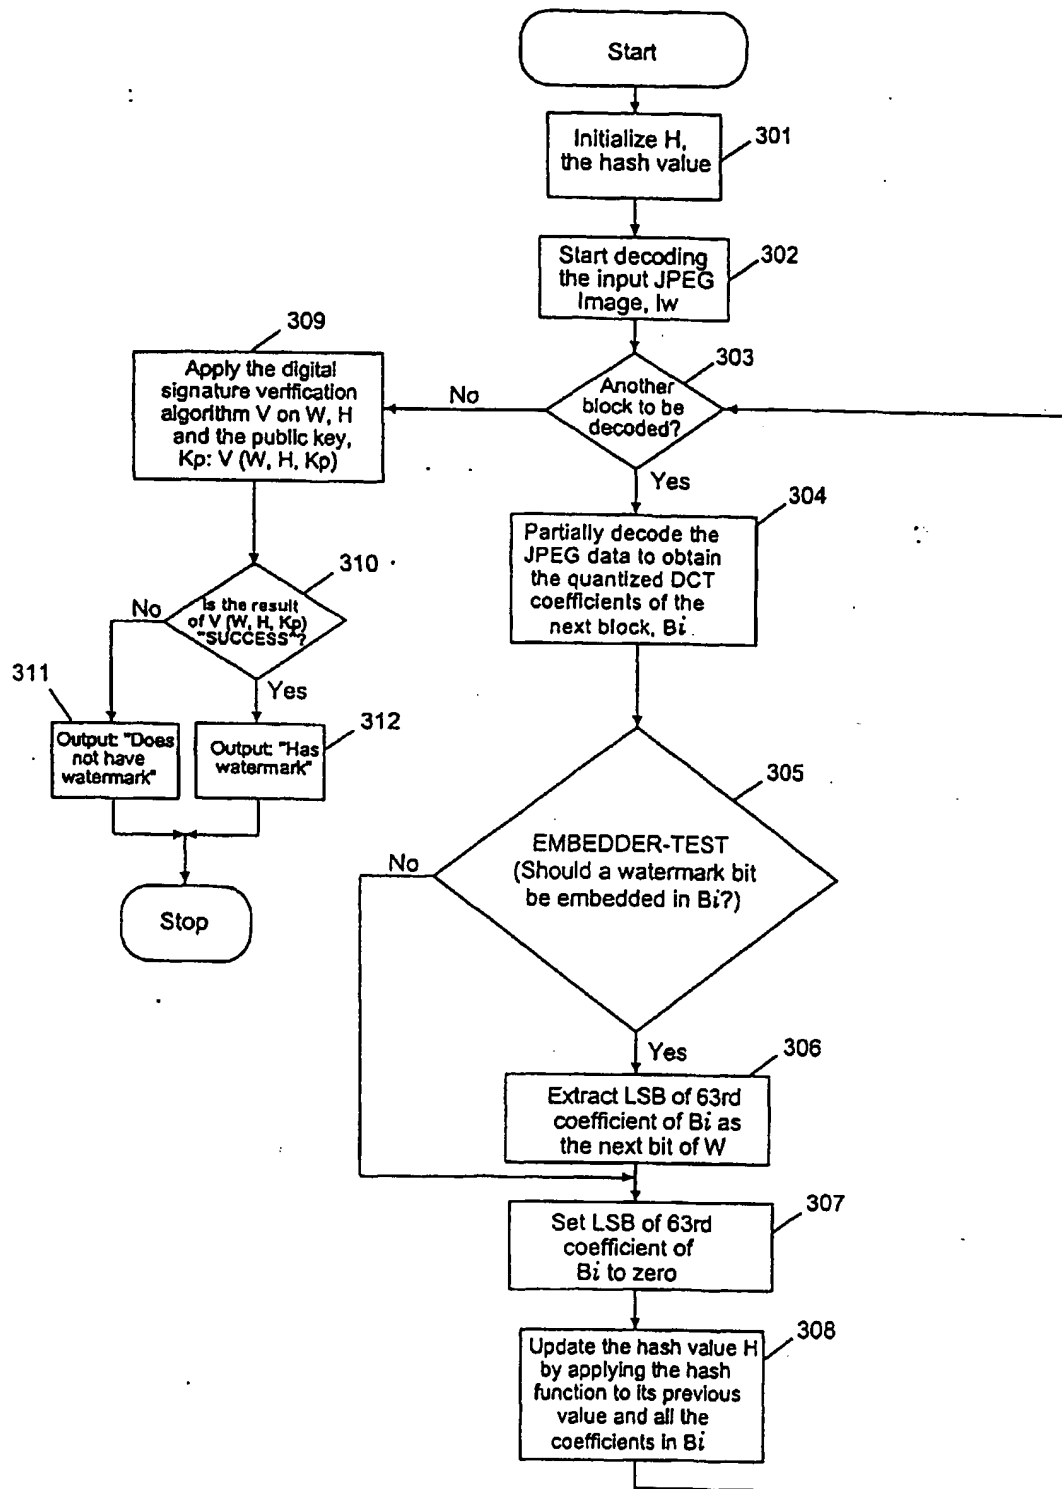 Start
Initialize H,
the hash value
301
Start decoding
the input JPEG
Image, Iw
302
303
Another
block to be
decoded?
No
Yes
309
Apply the digital
signature verification
algorithm V on W, H
and the public key,
Kp: V (W, H, Kp)
304
Partially decode the
JPEG data to obtain
the quantized DCT
coefficients of the
next block, Bi
310
Is the result
of V (W, H, Kp)
"SUCCESS"?
No
Yes
311
Output: "Does
not have
watermark"
312
Output: "Has
watermark"
Stop
305
EMBEDDER-TEST
(Should a watermark bit
be embedded in Bi?)
No
Yes
306
Extract LSB of 63rd
coefficient of Bi as
the next bit of W
307
Set LSB of 63rd
coefficient of
Bi to zero
308
Update the hash value H
by applying the hash
function to its previous
value and all the
coefficients in Bi